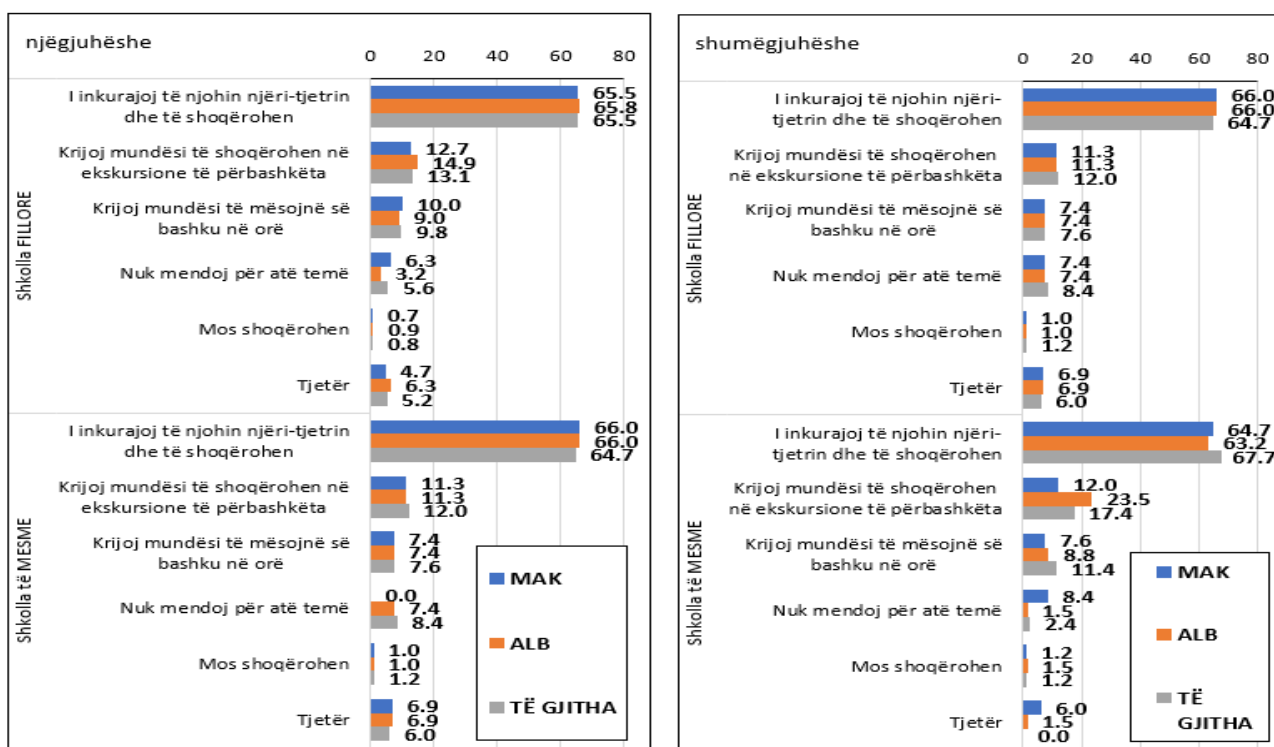 njëgjuhëshe
0 20 40 60 80
Shkolla FILLORE
I inkurajoj të njohin njëri-tjetrin
dhe të shoqërohen
65.5
65.8
65.5
Krijoj mundësi të shoqërohen në
ekskursione të përbashkëta
12.7
14.9
13.1
Krijoj mundësi të mësojnë së
bashku në orë
10.0
9.0
9.8
Nuk mendoj për atë temë
6.3
3.2
5.6
Mos shoqërohen
0.7
0.9
0.8
Tjetër
4.7
6.3
5.2
Shkolla të MESME
I inkurajoj të njohin njëri-tjetrin
dhe të shoqërohen
66.0
66.0
64.7
Krijoj mundësi të shoqërohen në
ekskursione të përbashkëta
11.3
11.3
12.0
Krijoj mundësi të mësojnë së
bashku në orë
7.4
7.4
7.6
Nuk mendoj për atë temë
0.0
7.4
8.4
Mos shoqërohen
1.0
1.0
1.2
Tjetër
6.9
6.9
6.0
MAK
ALB
TË GJITHA
shumëgjuhëshe
0 20 40 60 80
Shkolla FILLORE
I inkurajoj të njohin njëri-
tjetrin dhe të shoqërohen
66.0
66.0
64.7
Krijoj mundësi të shoqërohen
në ekskursione të përbashkëta
11.3
11.3
12.0
Krijoj mundësi të mësojnë së
bashku në orë
7.4
7.4
7.6
Nuk mendoj për atë temë
7.4
7.4
8.4
Mos shoqërohen
1.0
1.0
1.2
Tjetër
6.9
6.9
6.0
Shkolla të MESME
I inkurajoj të njohin njëri-
tjetrin dhe të shoqërohen
64.7
63.2
67.7
Krijoj mundësi të shoqërohen
në ekskursione të përbashkëta
12.0
23.5
17.4
Krijoj mundësi të mësojnë së
bashku në orë
7.6
8.8
11.4
Nuk mendoj për atë temë
8.4
1.5
2.4
Mos shoqërohen
1.2
1.5
1.2
Tjetër
6.0
1.5
0.0
MAK
ALB
TË
GJITHA